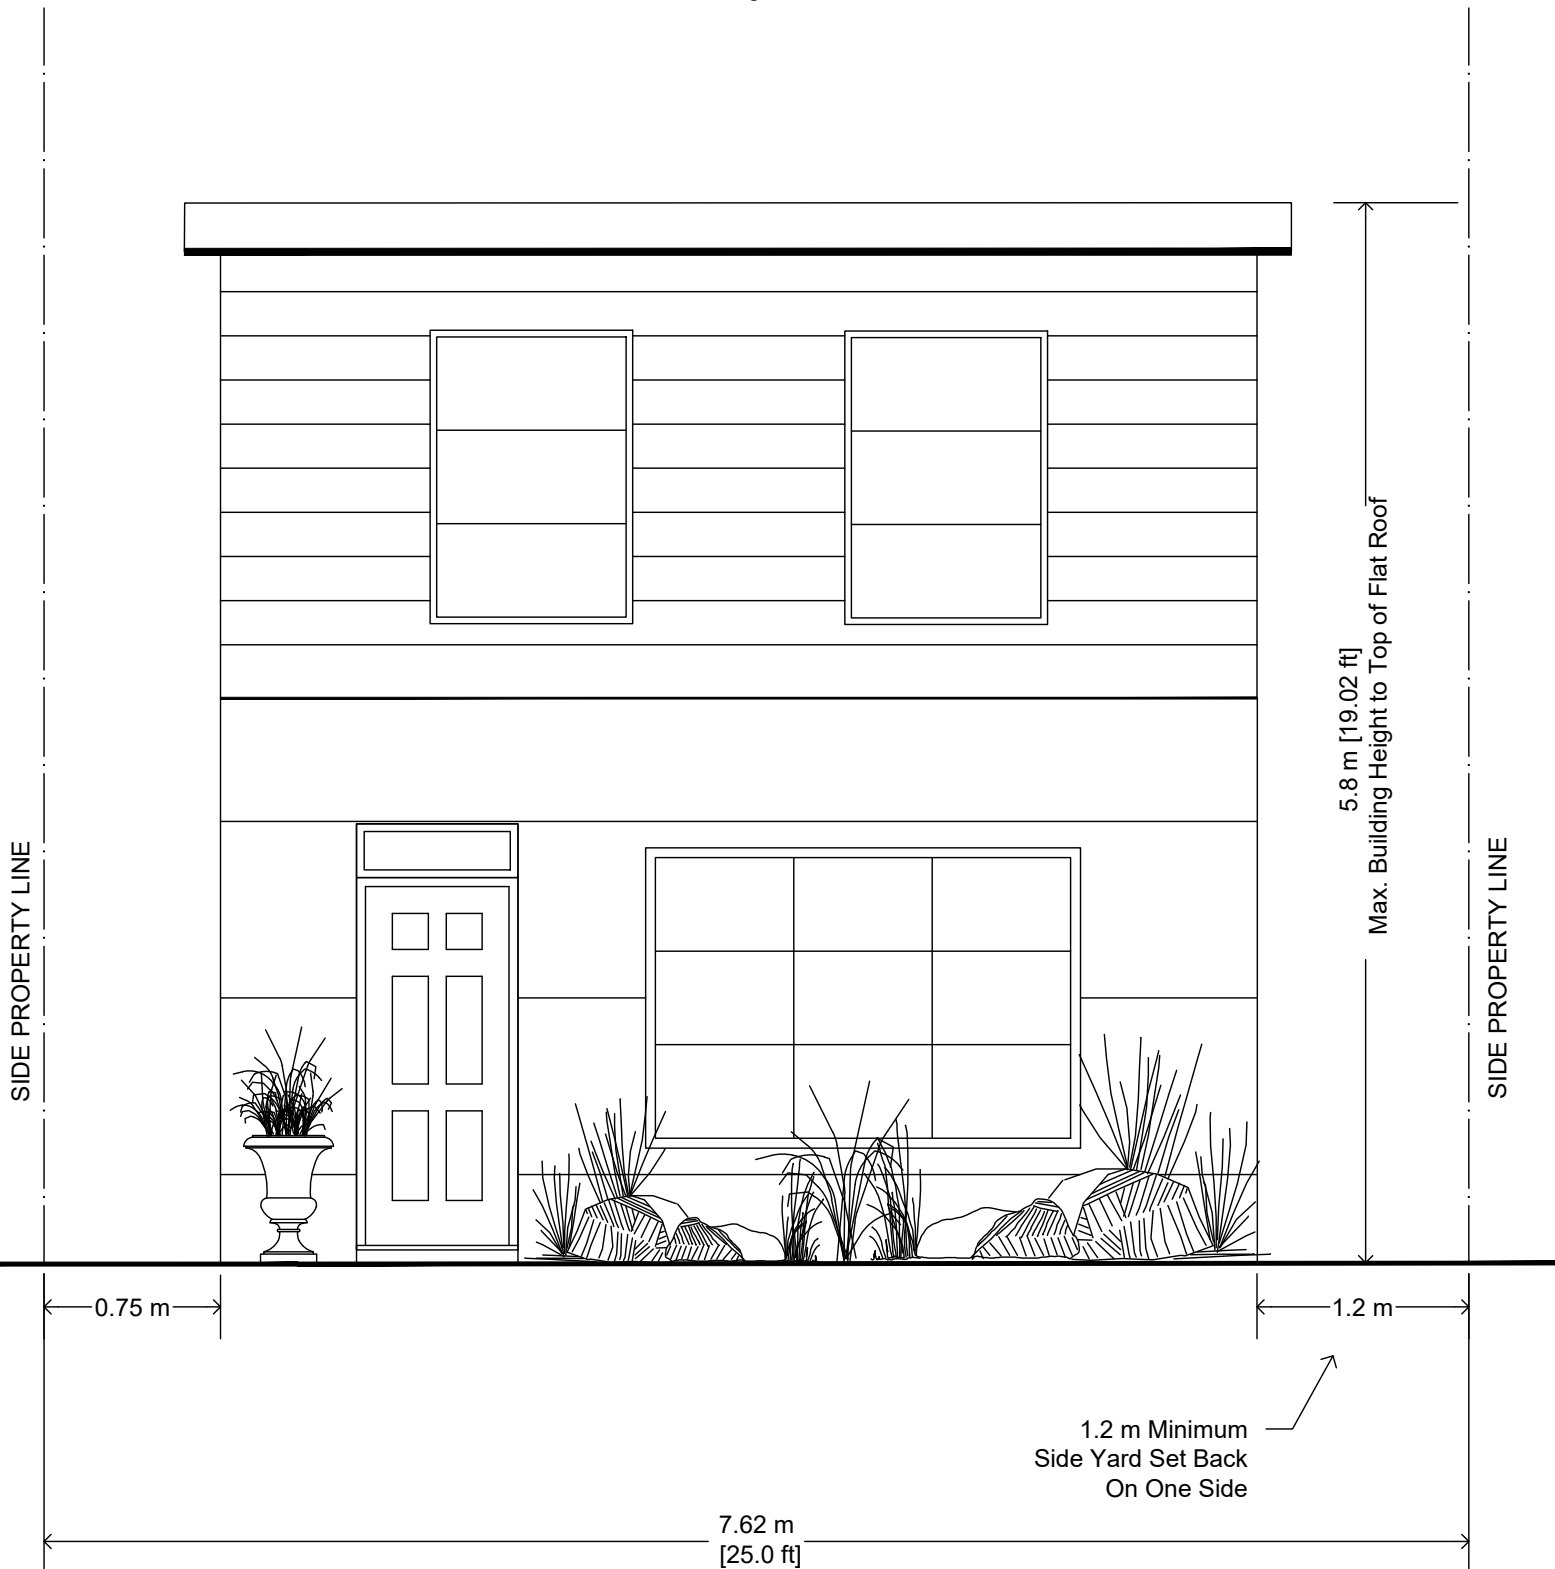 5.8 m [19.02 ft]
Max. Building Height to Top of Flat Roof
SIDE PROPERTY LINE
SIDE PROPERTY LINE
0.75 m
1.2 m
1.2 m Minimum
Side Yard Set Back
On One Side
7.62 m
[25.0 ft]